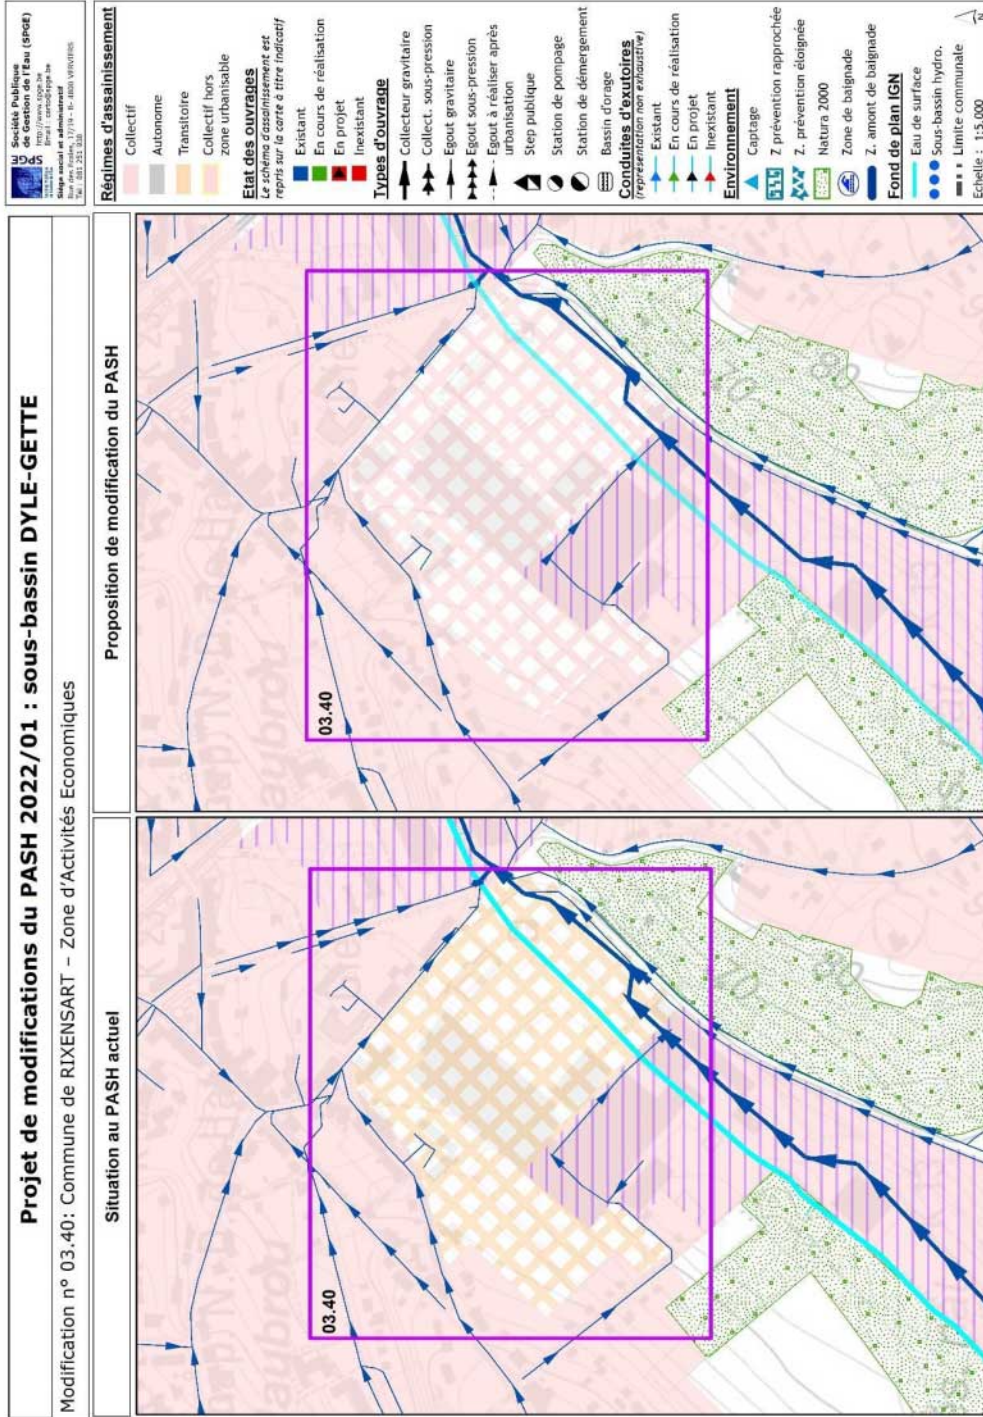 Projet de modifications du PASH 2022/01 : sous-bassin DYLE-GETTE
Modification n° 03.40: Commune de RIXENSART – Zone d'Activités Economiques
Situation au PASH actuel
03.40
Proposition de modification du PASH
03.40
SPGE
Société Publique
de Gestion de l'Eau (SPGE)
http://www.spge.be
Siège social et administratif
Régimes d'assainissement
Collectif
Autonome
Transitoire
Collectif hors
zone urbanisable
Etat des ouvrages
Le schéma d'assainissement est
repris sur la carte à titre indicatif
Existant
En cours de réalisation
En projet
Inexistant
Types d'ouvrage
Collecteur gravitaire
Collect. sous-pression
Egout gravitaire
Egout sous-pression
Egout à réaliser après
urbanisation
Step publique
Station de pompage
Station de démergement
Bassin d'orage
Conduites d'exutoires
(représentation non exhaustive)
Existant
En cours de réalisation
En projet
Inexistant
Environnement
Captage
Z prévention rapprochée
Z. prévention éloignée
Natura 2000
Zone de baignade
Z. amont de baignade
Fond de plan IGN
Eau de surface
Sous-bassin hydro.
Limite communale
Echelle : 1:5.000
N